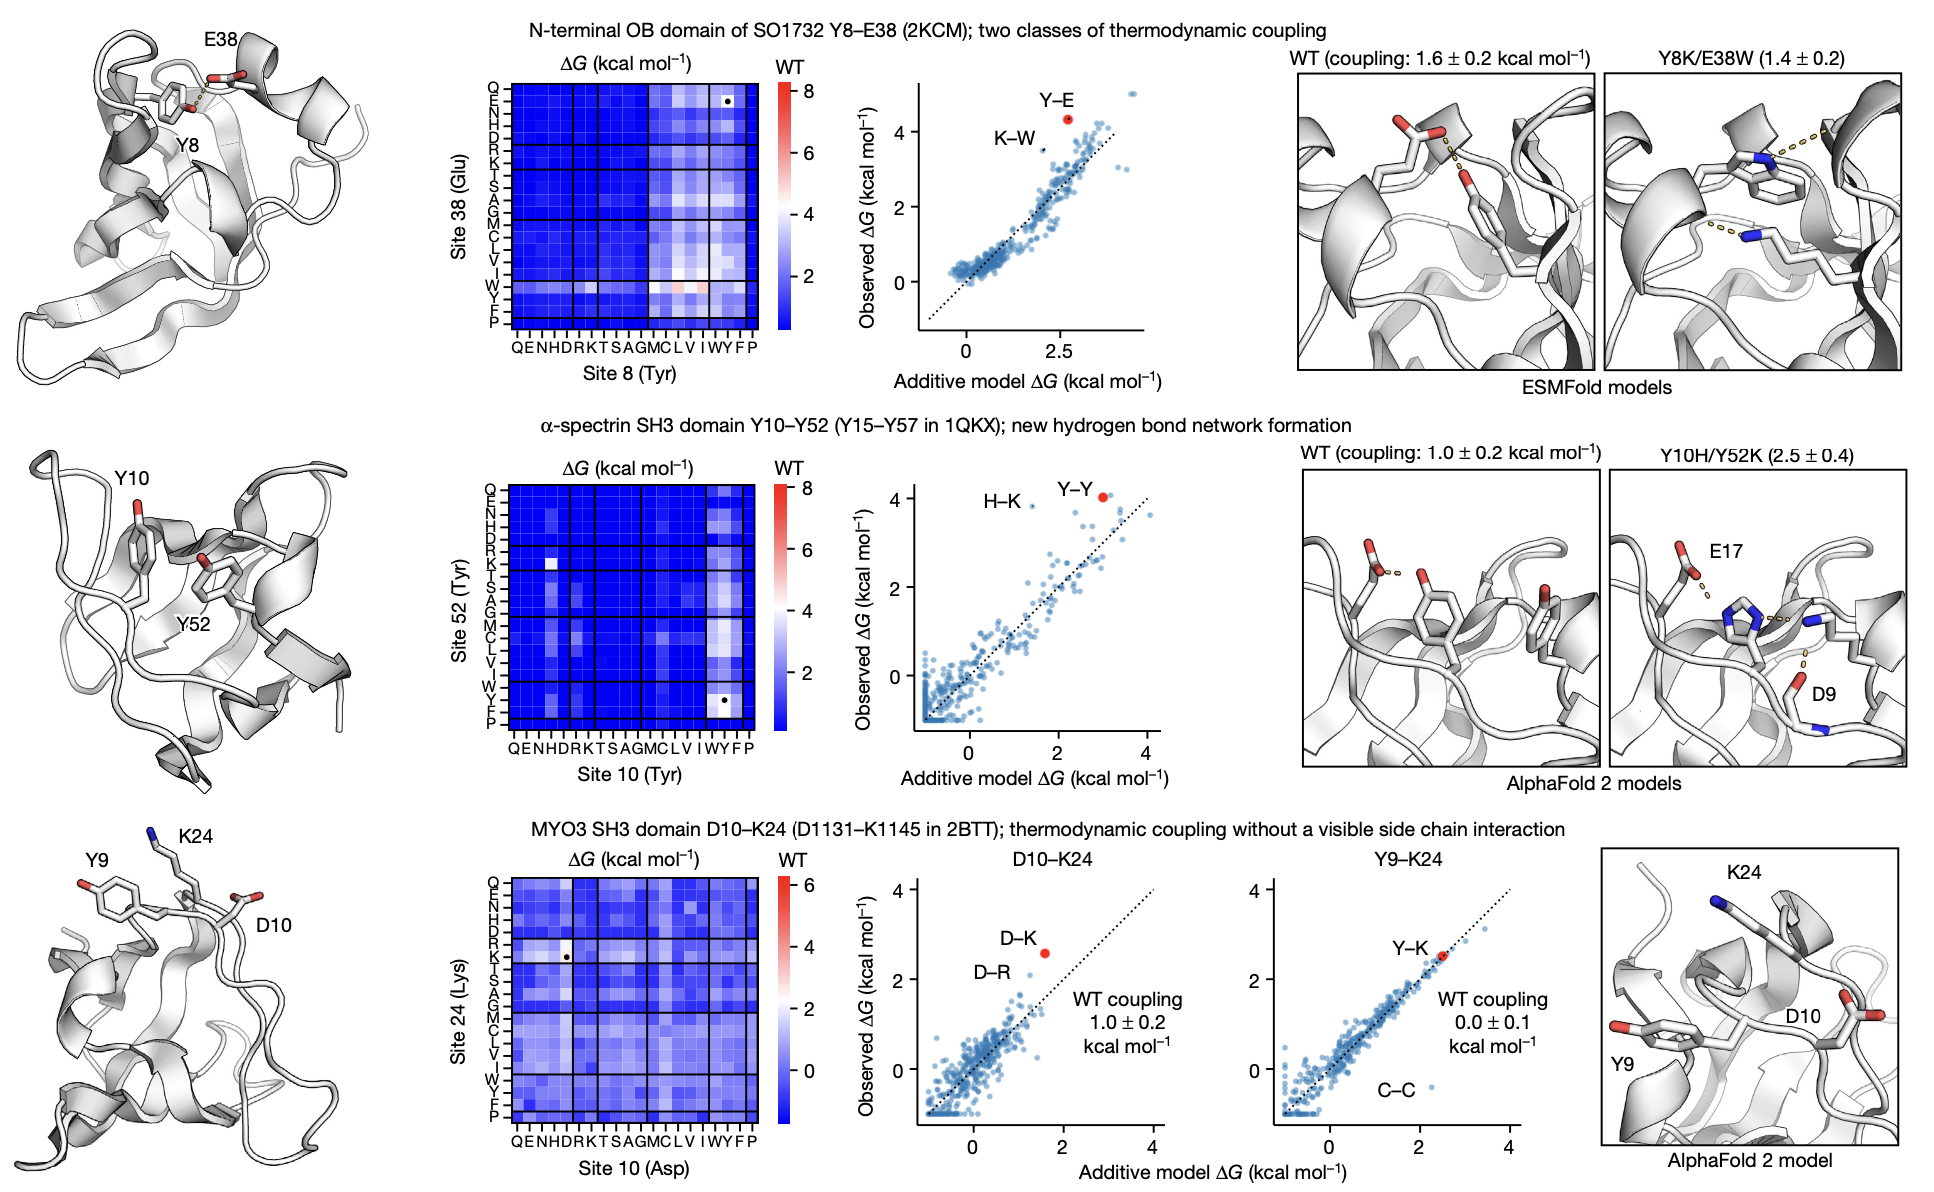 N-terminal OB domain of SO1732 Y8–E38 (2KCM); two classes of thermodynamic coupling
E38
Y8
ΔG (kcal mol⁻¹)
WT
8
6
4
2
Q
E
N
H
D
R
K
T
S
A
G
M
C
L
V
I
W
Y
F
P
Site 38 (Glu)
QENHDRKTSAGMCLVIWYFP
Site 8 (Tyr)
Observed ΔG (kcal mol⁻¹)
4
2
0
Y–E
K–W
0 2.5
Additive model ΔG (kcal mol⁻¹)
WT (coupling: 1.6 ± 0.2 kcal mol⁻¹)
Y8K/E38W (1.4 ± 0.2)
ESMFold models
α-spectrin SH3 domain Y10–Y52 (Y15–Y57 in 1QKX); new hydrogen bond network formation
Y10
Y52
ΔG (kcal mol⁻¹)
WT
8
6
4
2
Q
E
N
H
D
R
K
T
S
A
G
M
C
L
V
I
W
Y
F
P
Site 52 (Tyr)
QENHDRKTSAGMCLVIWYFP
Site 10 (Tyr)
Observed ΔG (kcal mol⁻¹)
4
2
0
H–K
Y–Y
0 2 4
Additive model ΔG (kcal mol⁻¹)
WT (coupling: 1.0 ± 0.2 kcal mol⁻¹)
Y10H/Y52K (2.5 ± 0.4)
E17
D9
AlphaFold 2 models
MYO3 SH3 domain D10–K24 (D1131–K1145 in 2BTT); thermodynamic coupling without a visible side chain interaction
K24
Y9
D10
ΔG (kcal mol⁻¹)
WT
6
4
2
0
Q
E
N
H
D
R
K
T
S
A
G
M
C
L
V
I
W
Y
F
P
Site 24 (Lys)
QENHDRKTSAGMCLVIWYFP
Site 10 (Asp)
D10–K24
Observed ΔG (kcal mol⁻¹)
4
2
0
D–K
D–R
WT coupling
1.0 ± 0.2
kcal mol⁻¹
0 2 4
Y9–K24
4
2
0
Y–K
WT coupling
0.0 ± 0.1
kcal mol⁻¹
C–C
0 2 4
Additive model ΔG (kcal mol⁻¹)
K24
D10
Y9
AlphaFold 2 model